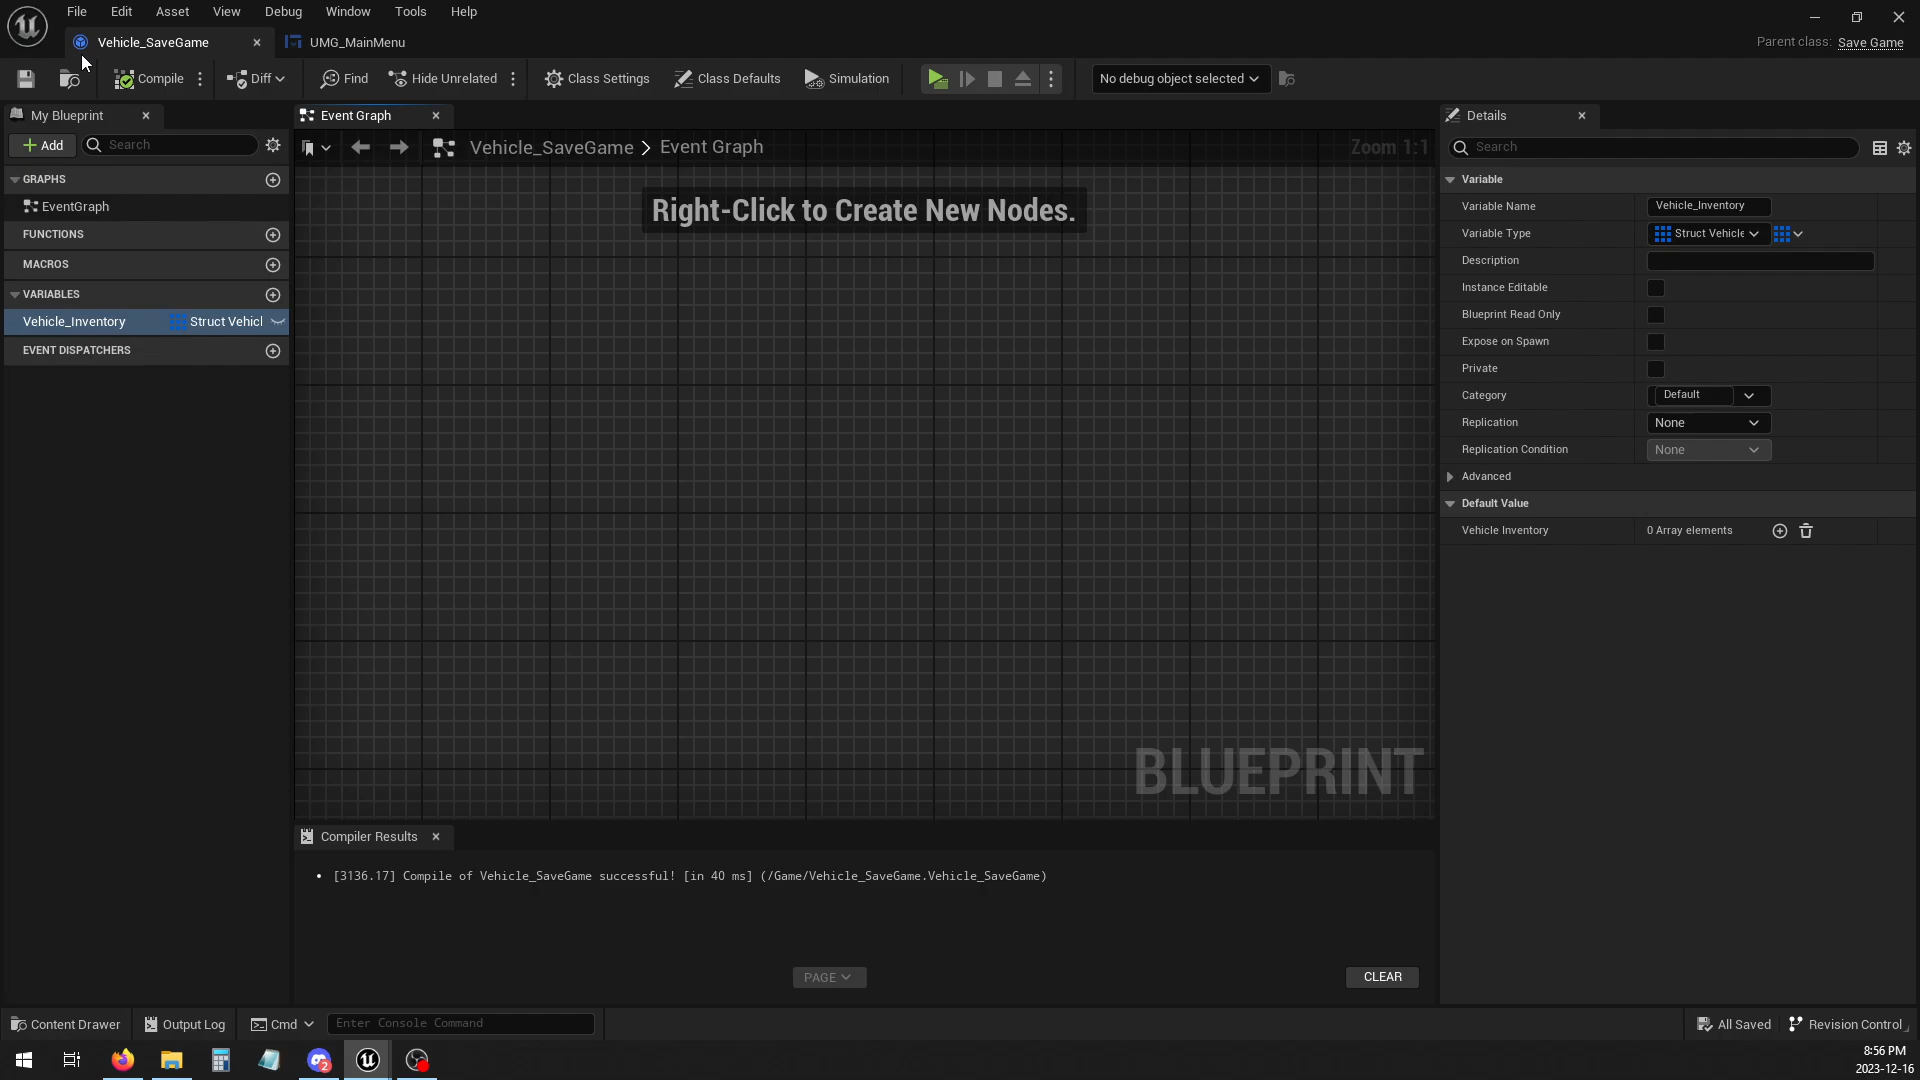 File Edit Asset View Debug Window Tools Help
Vehicle_SaveGame UMG_MainMenu
Parent class: Save Game
Compile Diff Find Hide Unrelated Class Settings Class Defaults Simulation No debug object selected
My Blueprint
Add Search
GRAPHS
EventGraph
FUNCTIONS
MACROS
VARIABLES
Vehicle_Inventory Struct Vehicl
EVENT DISPATCHERS
Event Graph
Vehicle_SaveGame > Event Graph Zoom 1:1
Right-Click to Create New Nodes.
BLUEPRINT
Compiler Results
• [3136.17] Compile of Vehicle_SaveGame successful! [in 40 ms] (/Game/Vehicle_SaveGame.Vehicle_SaveGame)
PAGE CLEAR
Details
Search
Variable
Variable Name Vehicle_Inventory
Variable Type Struct Vehicle
Description
Instance Editable
Blueprint Read Only
Expose on Spawn
Private
Category Default
Replication None
Replication Condition None
Advanced
Default Value
Vehicle Inventory 0 Array elements
Content Drawer Output Log Cmd Enter Console Command All Saved Revision Control
2
8:56 PM
2023-12-16